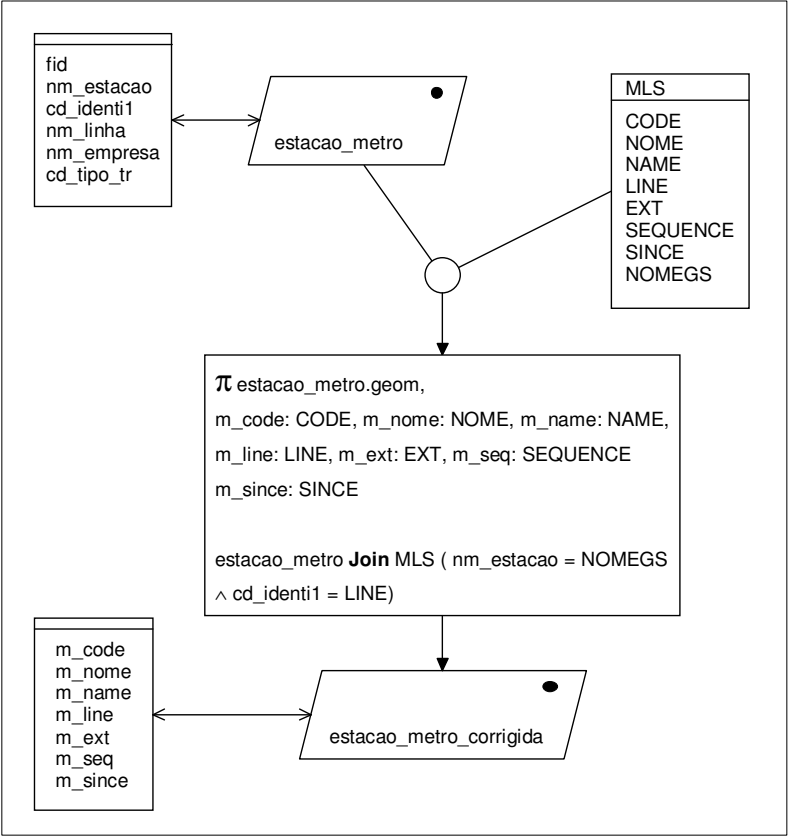 fid
nm_estacao
cd_identi1
nm_linha
nm_empresa
cd_tipo_tr
estacao_metro
MLS
CODE
NOME
NAME
LINE
EXT
SEQUENCE
SINCE
NOMEGS
π estacao_metro.geom,
m_code: CODE, m_nome: NOME, m_name: NAME,
m_line: LINE, m_ext: EXT, m_seq: SEQUENCE
m_since: SINCE
estacao_metro Join MLS ( nm_estacao = NOMEGS
∧ cd_identi1 = LINE)
m_code
m_nome
m_name
m_line
m_ext
m_seq
m_since
estacao_metro_corrigida